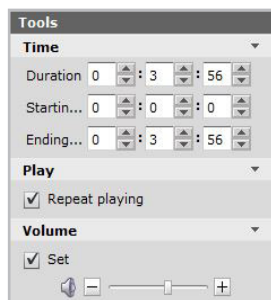 Tools
Time
Duration 0 : 3 : 56
Startin... 0 : 0 : 0
Ending... 0 : 3 : 56
Play
Repeat playing
Volume
Set